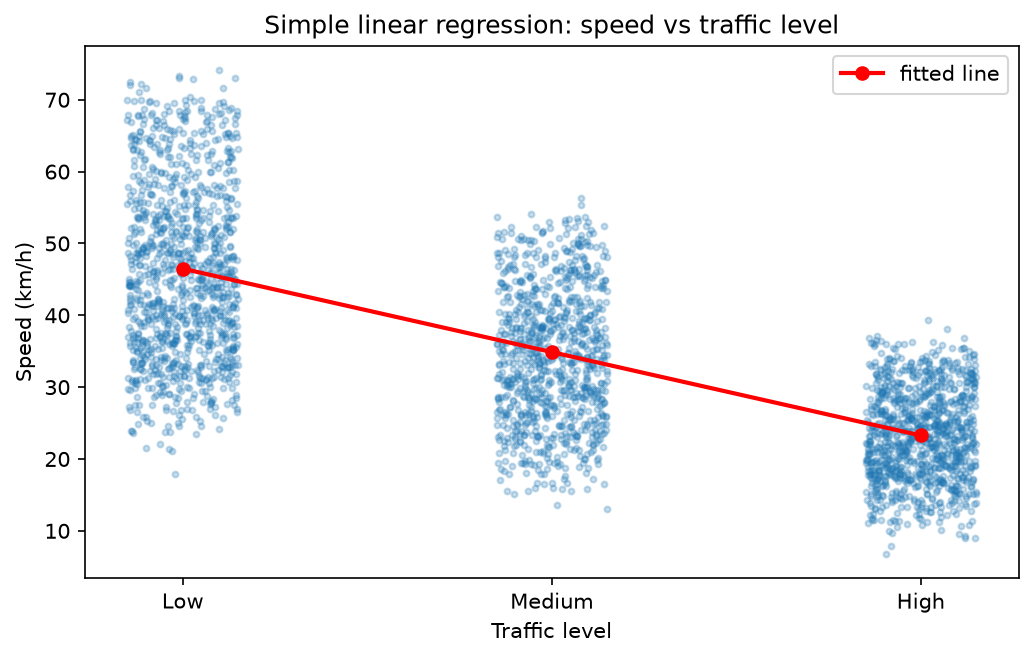 Simple linear regression: speed vs traffic level
fitted line
Speed (km/h)
70
60
50
40
30
20
10
Low
Medium
High
Traffic level